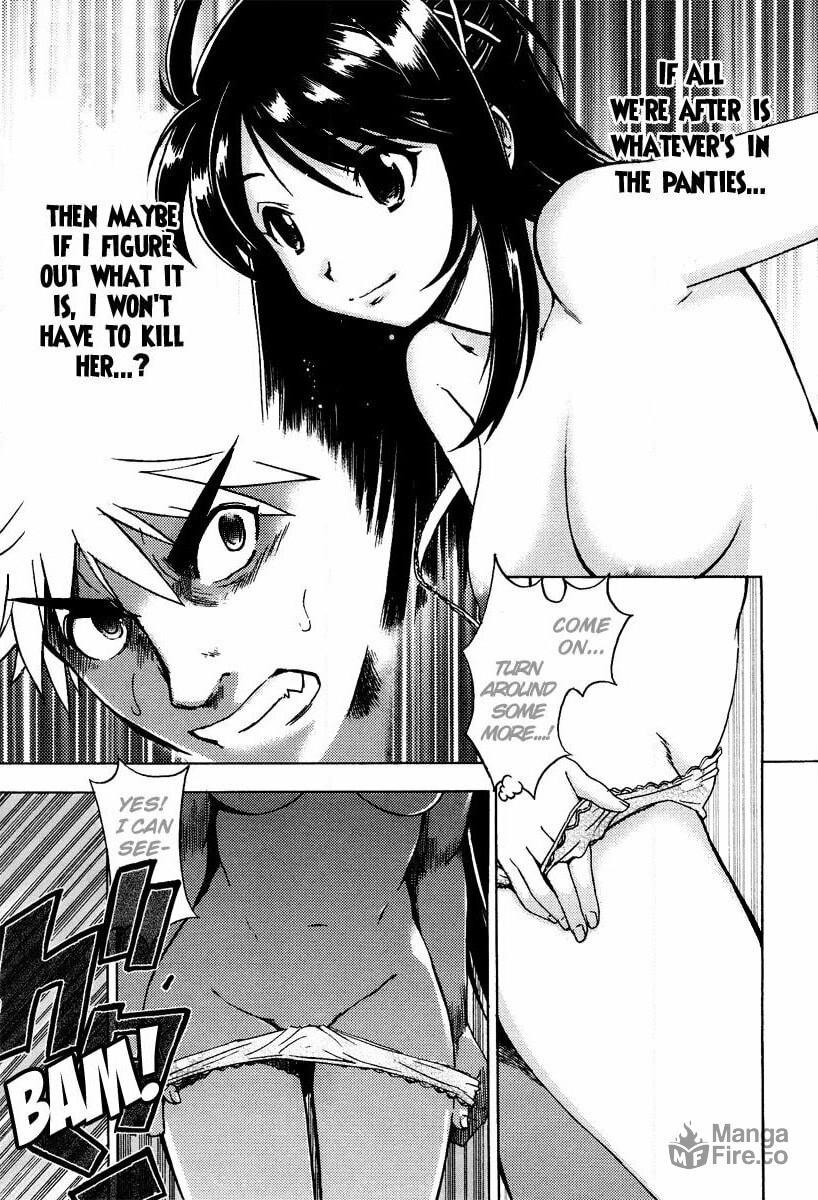 IF ALL
WE'RE AFTER IS
WHATEVER'S IN
THE PANTIES...
THEN MAYBE
IF I FIGURE
OUT WHAT IT
IS, I WON'T
HAVE TO KILL
HER...?
COME
ON...
TURN
AROUND
SOME
MORE...!
YES!
I CAN
SEE-
BAM!
Manga
Fire.co
MF